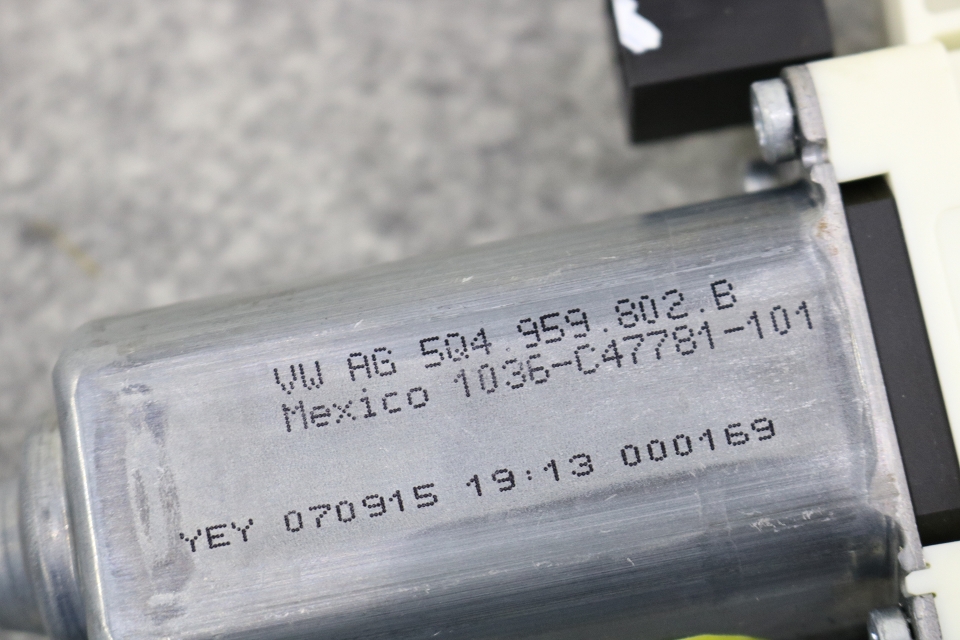 VW AG 5Q4.959.802.B
Mexico 1036-C47781-101
YEY 070915 19:13 000169